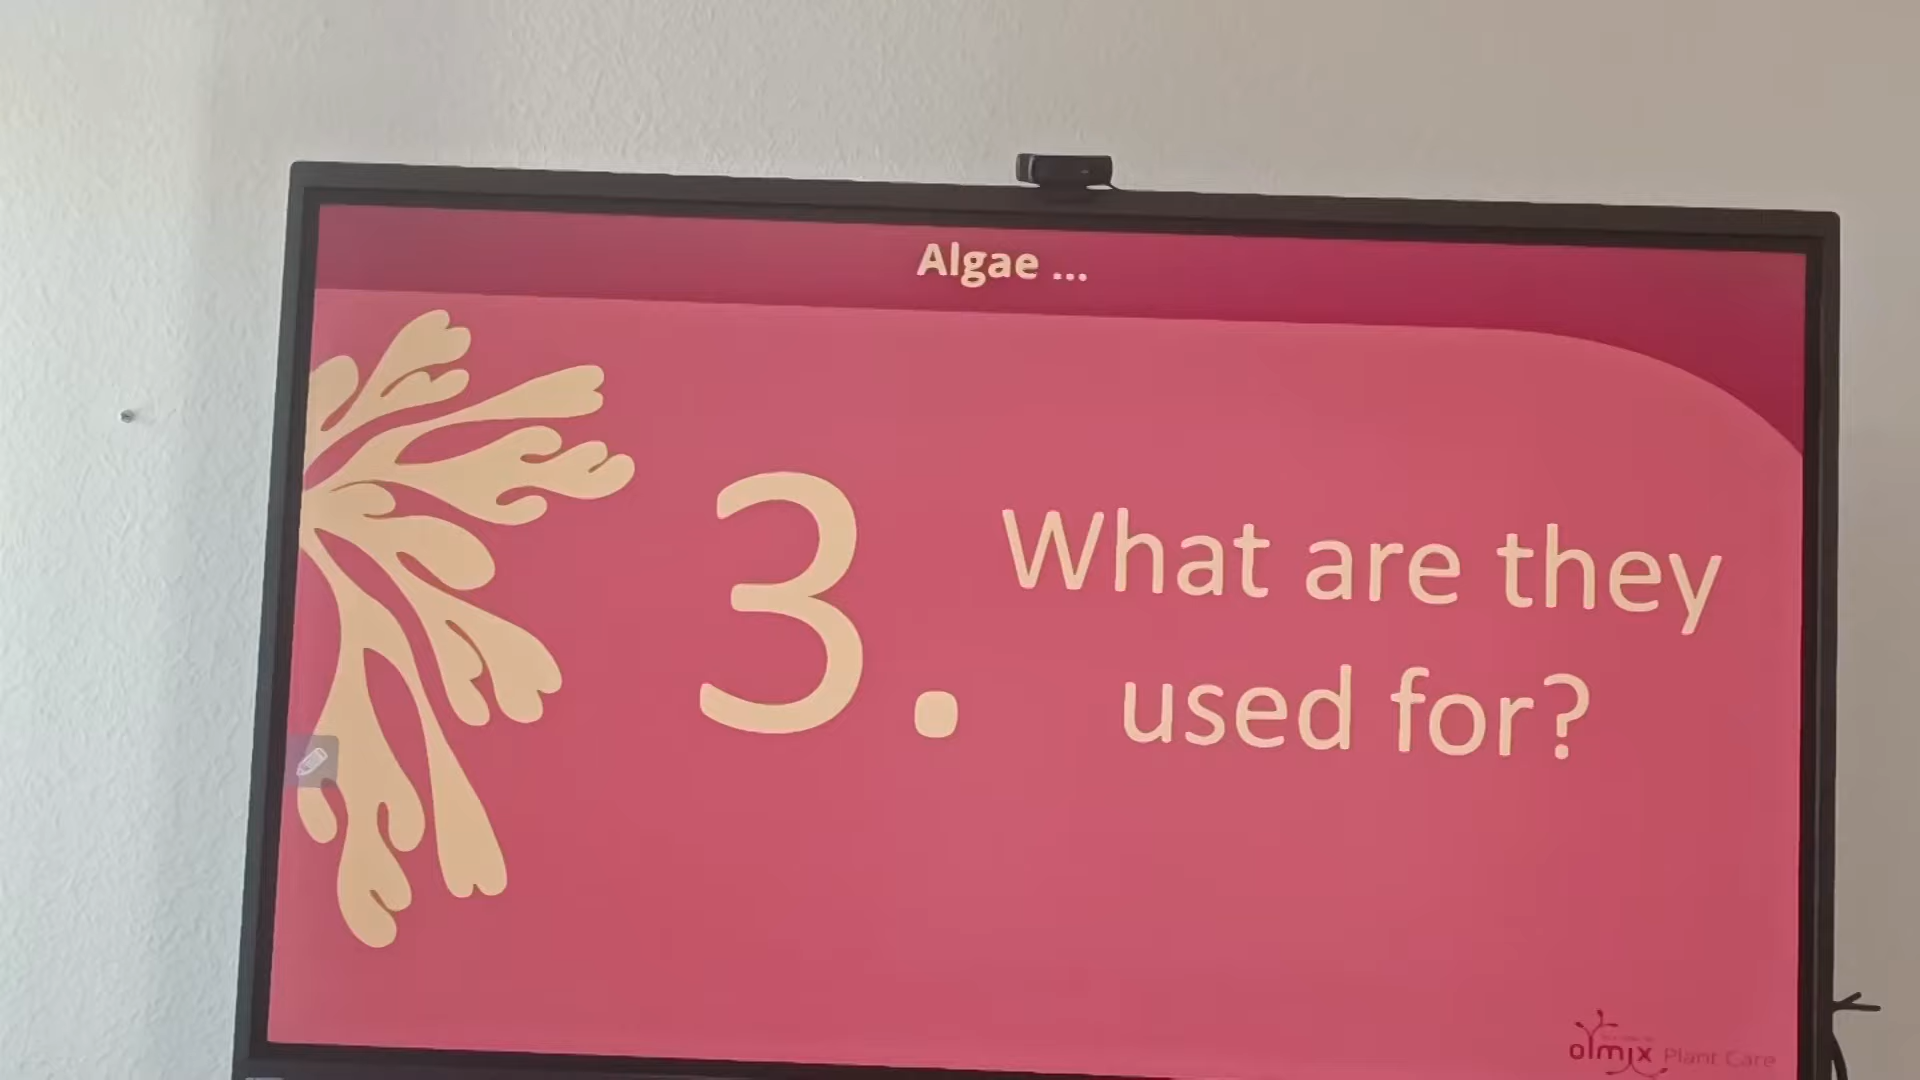 Algae ...
3.
What are they
used for?
olmix Plant Care